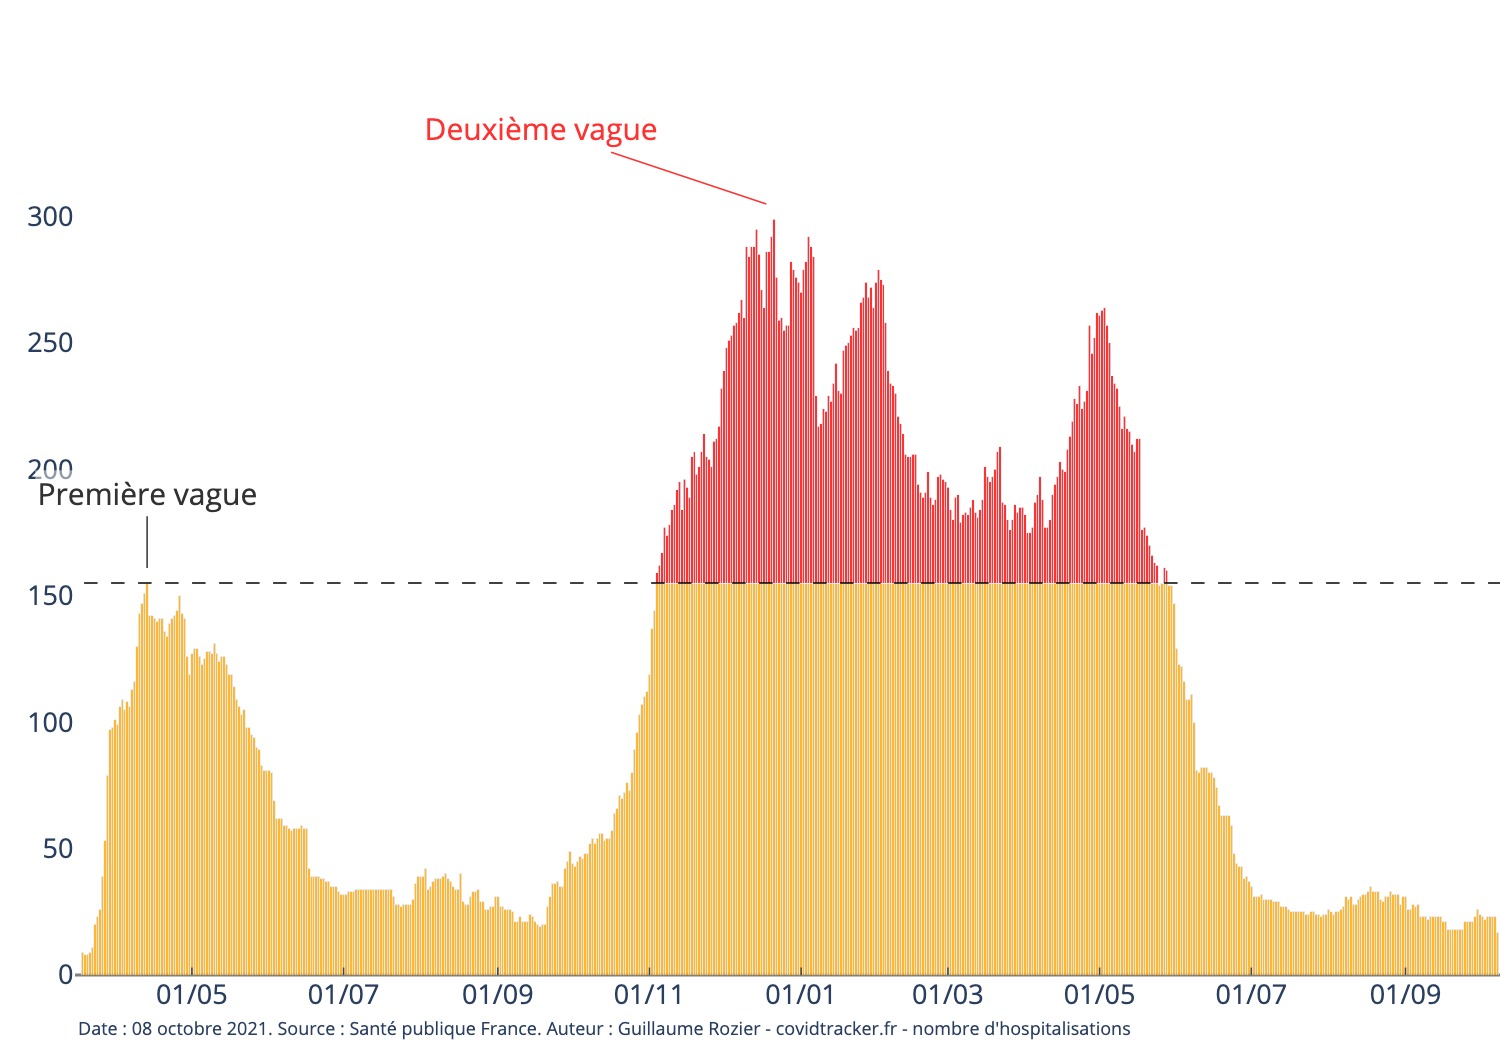 Deuxième vague
300
250
200
Première vague
150
100
50
0
01/05 01/07 01/09 01/11 01/01 01/03 01/05 01/07 01/09
Date : 08 octobre 2021. Source : Santé publique France. Auteur : Guillaume Rozier - covidtracker.fr - nombre d'hospitalisations